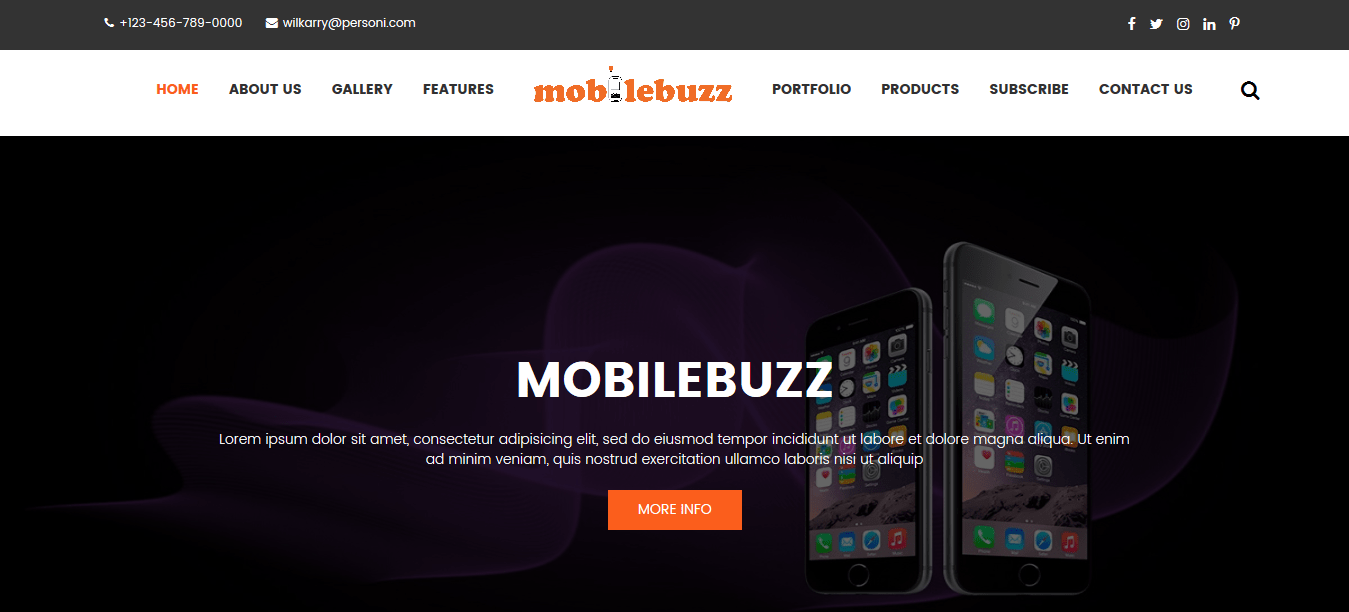 +123-456-789-0000 wilkarry@personi.com
HOME ABOUT US GALLERY FEATURES mobilebuzz PORTFOLIO PRODUCTS SUBSCRIBE CONTACT US
MOBILEBUZZ
Lorem ipsum dolor sit amet, consectetur adipisicing elit, sed do eiusmod tempor incididunt ut labore et dolore magna aliqua. Ut enim
ad minim veniam, quis nostrud exercitation ullamco laboris nisi ut aliquip
MORE INFO